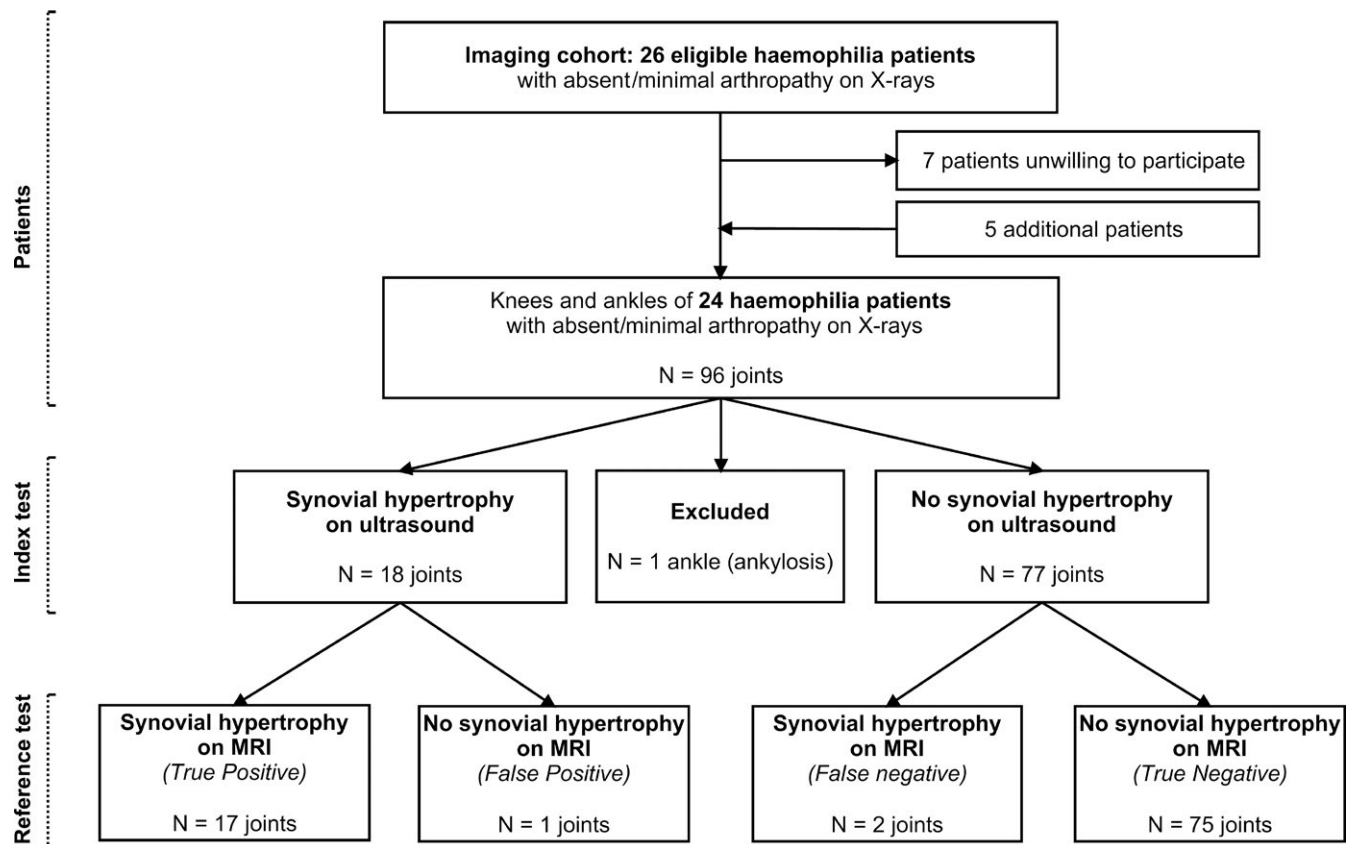 Patients
Imaging cohort: 26 eligible haemophilia patients
with absent/minimal arthropathy on X-rays
7 patients unwilling to participate
5 additional patients
Knees and ankles of 24 haemophilia patients
with absent/minimal arthropathy on X-rays
N = 96 joints
Index test
Synovial hypertrophy
on ultrasound
N = 18 joints
Excluded
N = 1 ankle (ankylosis)
No synovial hypertrophy
on ultrasound
N = 77 joints
Reference test
Synovial hypertrophy
on MRI
(True Positive)
N = 17 joints
No synovial hypertrophy
on MRI
(False Positive)
N = 1 joints
Synovial hypertrophy
on MRI
(False negative)
N = 2 joints
No synovial hypertrophy
on MRI
(True Negative)
N = 75 joints